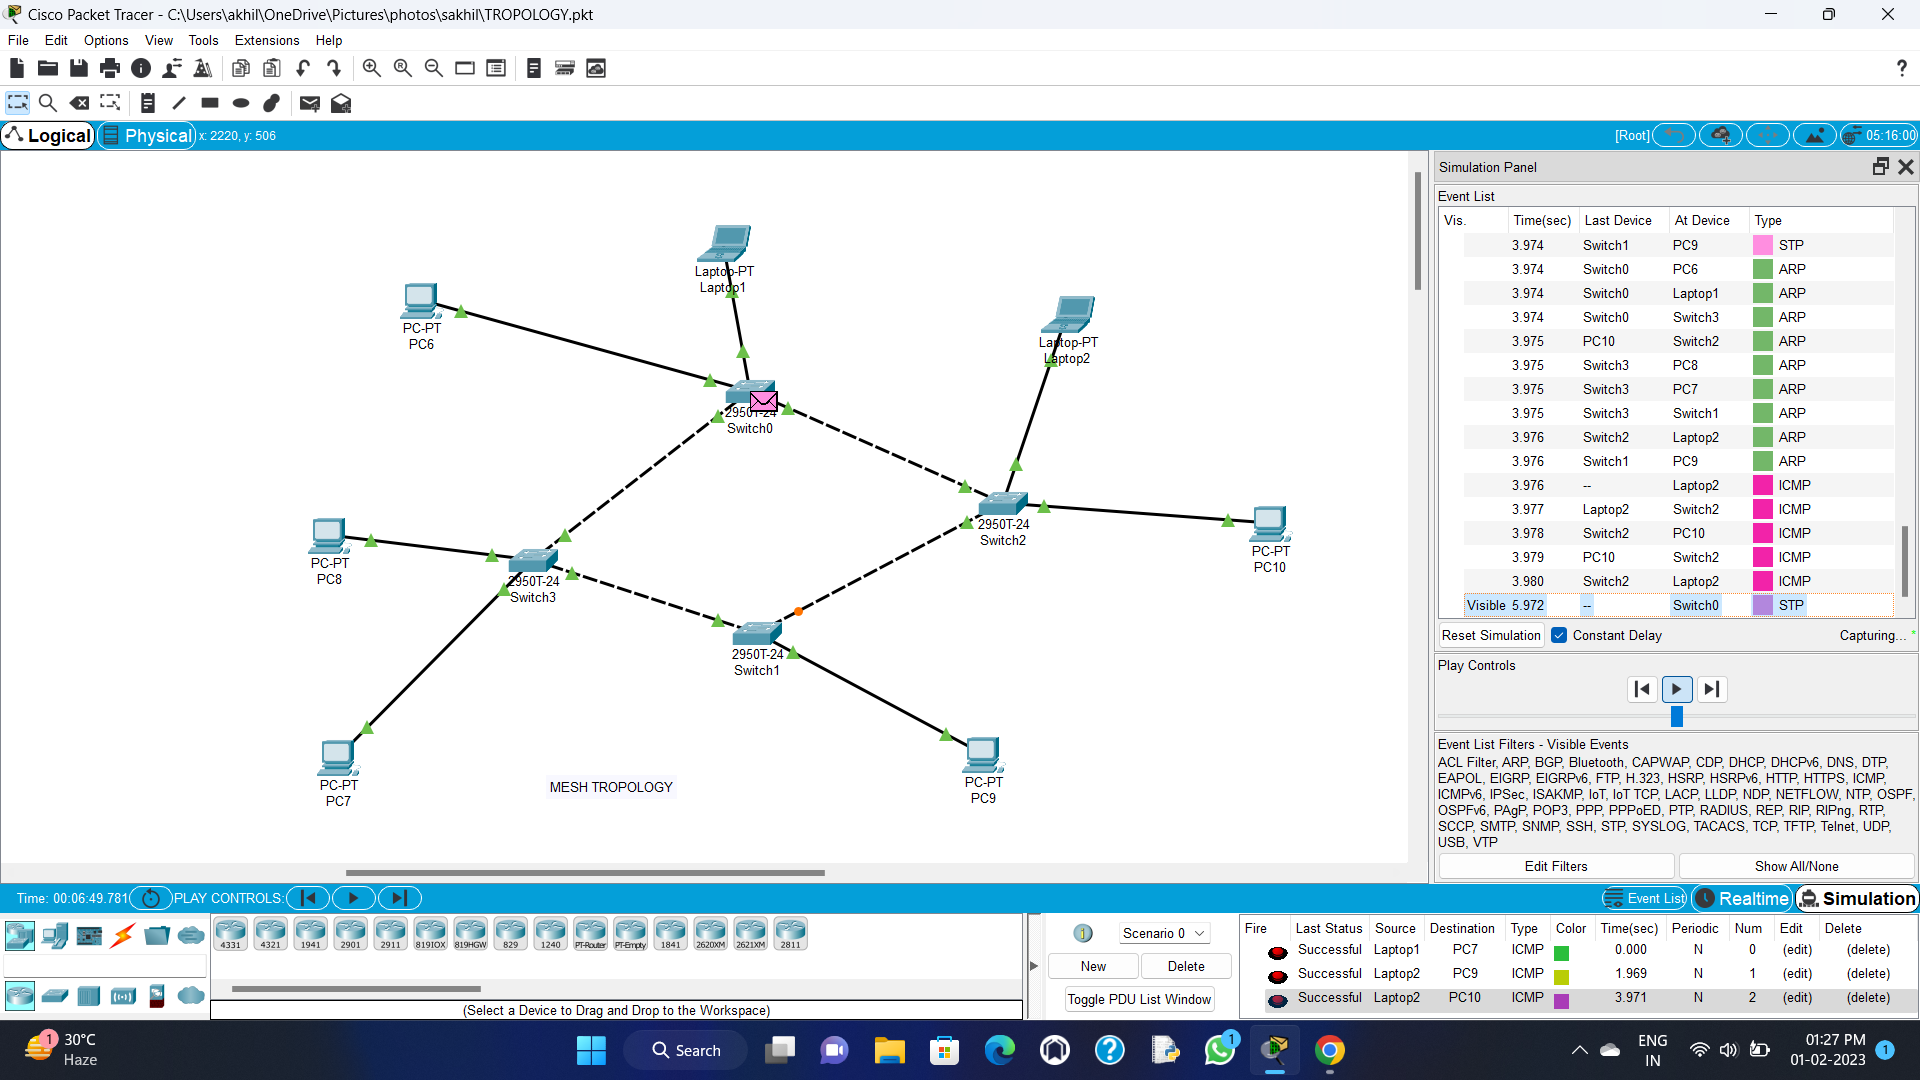 Cisco Packet Tracer - C:\Users\akhil\OneDrive\Pictures\photos\sakhil\TROPOLOGY.pkt
File Edit Options View Tools Extensions Help
?
Logical Physical x: 2220, y: 506
[Root] 05:16:00
Laptop-PT
Laptop1
PC-PT
PC6
Laptop-PT
Laptop2
2950T-24
Switch0
2950T-24
Switch2
PC-PT
PC10
PC-PT
PC8
2950T-24
Switch3
2950T-24
Switch1
PC-PT
PC7
MESH TROPOLOGY
PC-PT
PC9
Simulation Panel
Event List
Vis. Time(sec) Last Device At Device Type
3.974 Switch1 PC9 STP
3.974 Switch0 PC6 ARP
3.974 Switch0 Laptop1 ARP
3.974 Switch0 Switch3 ARP
3.975 PC10 Switch2 ARP
3.975 Switch3 PC8 ARP
3.975 Switch3 PC7 ARP
3.975 Switch3 Switch1 ARP
3.976 Switch2 Laptop2 ARP
3.976 Switch1 PC9 ARP
3.976 -- Laptop2 ICMP
3.977 Laptop2 Switch2 ICMP
3.978 Switch2 PC10 ICMP
3.979 PC10 Switch2 ICMP
3.980 Switch2 Laptop2 ICMP
Visible 5.972 -- Switch0 STP
Reset Simulation Constant Delay Capturing... *
Play Controls
Event List Filters - Visible Events
ACL Filter, ARP, BGP, Bluetooth, CAPWAP, CDP, DHCP, DHCPv6, DNS, DTP,
EAPOL, EIGRP, EIGRPv6, FTP, H.323, HSRP, HSRPv6, HTTP, HTTPS, ICMP,
ICMPv6, IPSec, ISAKMP, IoT, IoT TCP, LACP, LLDP, NDP, NETFLOW, NTP, OSPF,
OSPFv6, PAgP, POP3, PPP, PPPoED, PTP, RADIUS, REP, RIP, RIPng, RTP,
SCCP, SMTP, SNMP, SSH, STP, SYSLOG, TACACS, TCP, TFTP, Telnet, UDP,
USB, VTP
Edit Filters Show All/None
Time: 00:06:49.781 PLAY CONTROLS:
Event List Realtime Simulation
4331 4321 1941 2901 2911 819IOX 819HGW 829 1240 PT-Router PT-Empty 1841 2620XM 2621XM 2811
(Select a Device to Drag and Drop to the Workspace)
Scenario 0
New Delete
Toggle PDU List Window
Fire Last Status Source Destination Type Color Time(sec) Periodic Num Edit Delete
Successful Laptop1 PC7 ICMP 0.000 N 0 (edit) (delete)
Successful Laptop2 PC9 ICMP 1.969 N 1 (edit) (delete)
Successful Laptop2 PC10 ICMP 3.971 N 2 (edit) (delete)
1 30°C
Haze
Search
1
ENG
IN
01:27 PM
01-02-2023
1